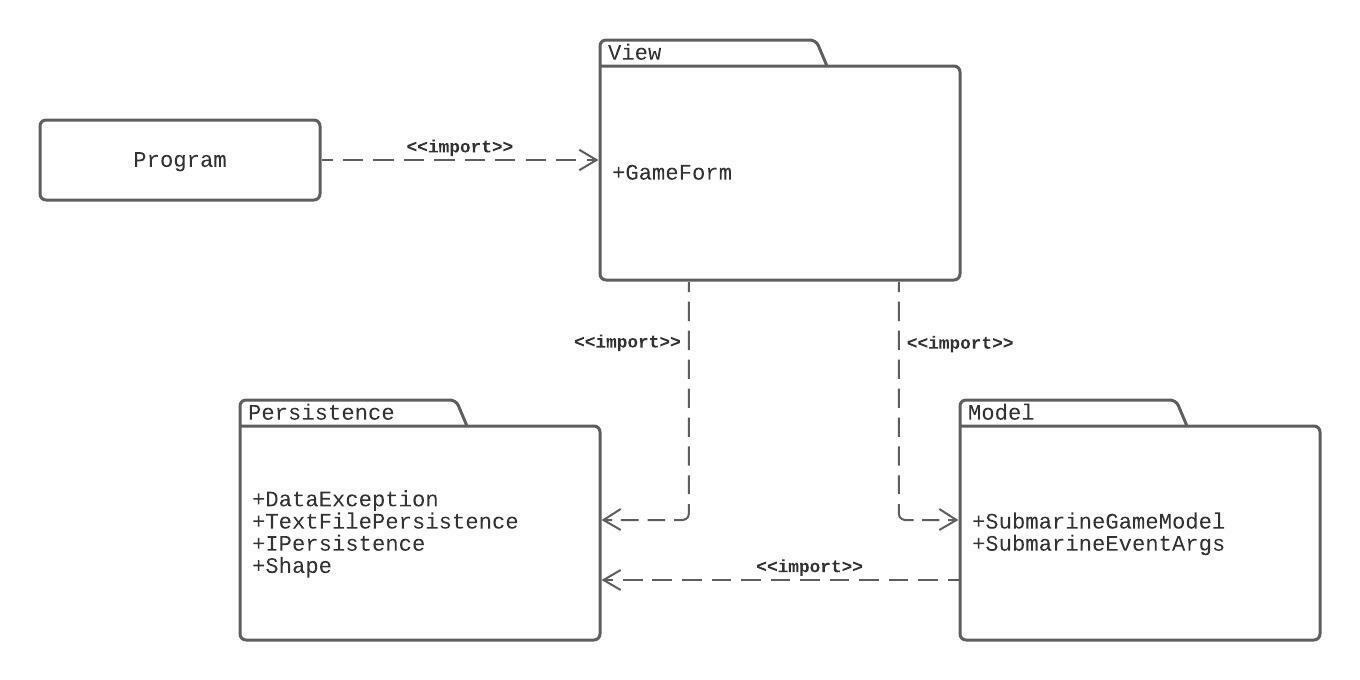 View
Program
<<import>>
+GameForm
<<import>>
<<import>>
Persistence
+DataException
+TextFilePersistence
+IPersistence
+Shape
Model
+SubmarineGameModel
+SubmarineEventArgs
<<import>>